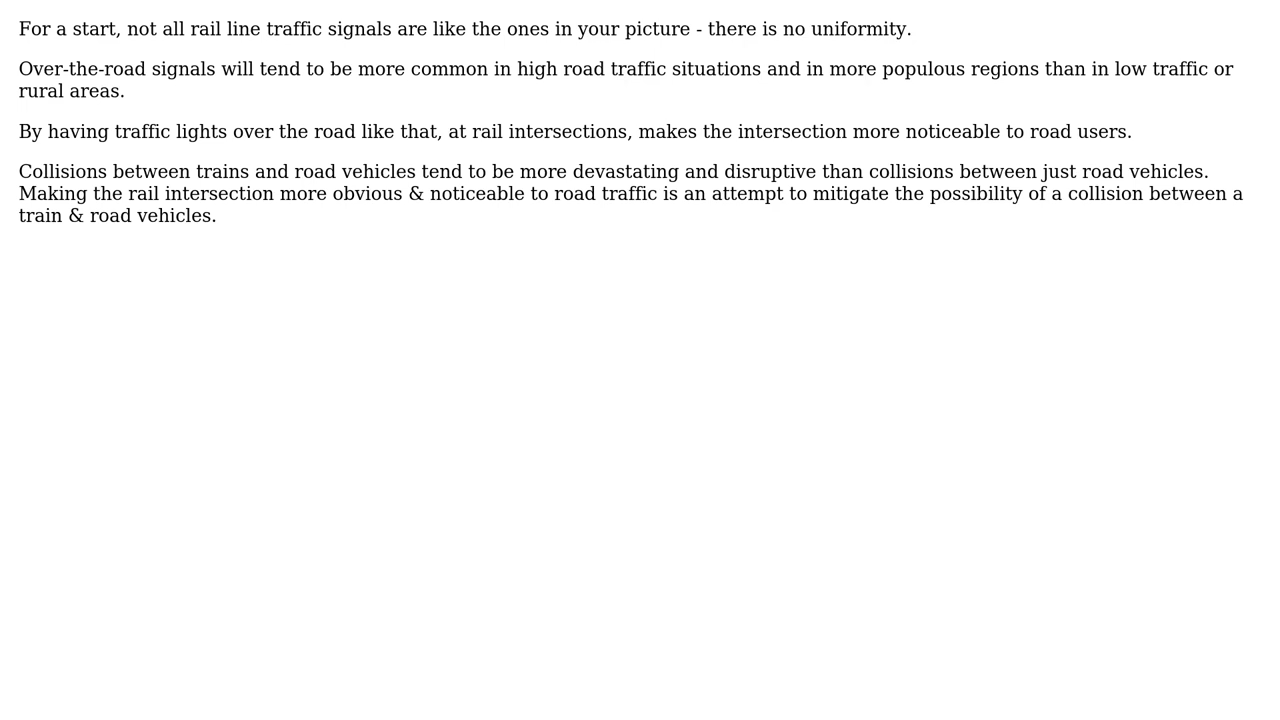 For a start, not all rail line traffic signals are like the ones in your picture - there is no uniformity.
Over-the-road signals will tend to be more common in high road traffic situations and in more populous regions than in low traffic or
rural areas.
By having traffic lights over the road like that, at rail intersections, makes the intersection more noticeable to road users.
Collisions between trains and road vehicles tend to be more devastating and disruptive than collisions between just road vehicles.
Making the rail intersection more obvious & noticeable to road traffic is an attempt to mitigate the possibility of a collision between a
train & road vehicles.